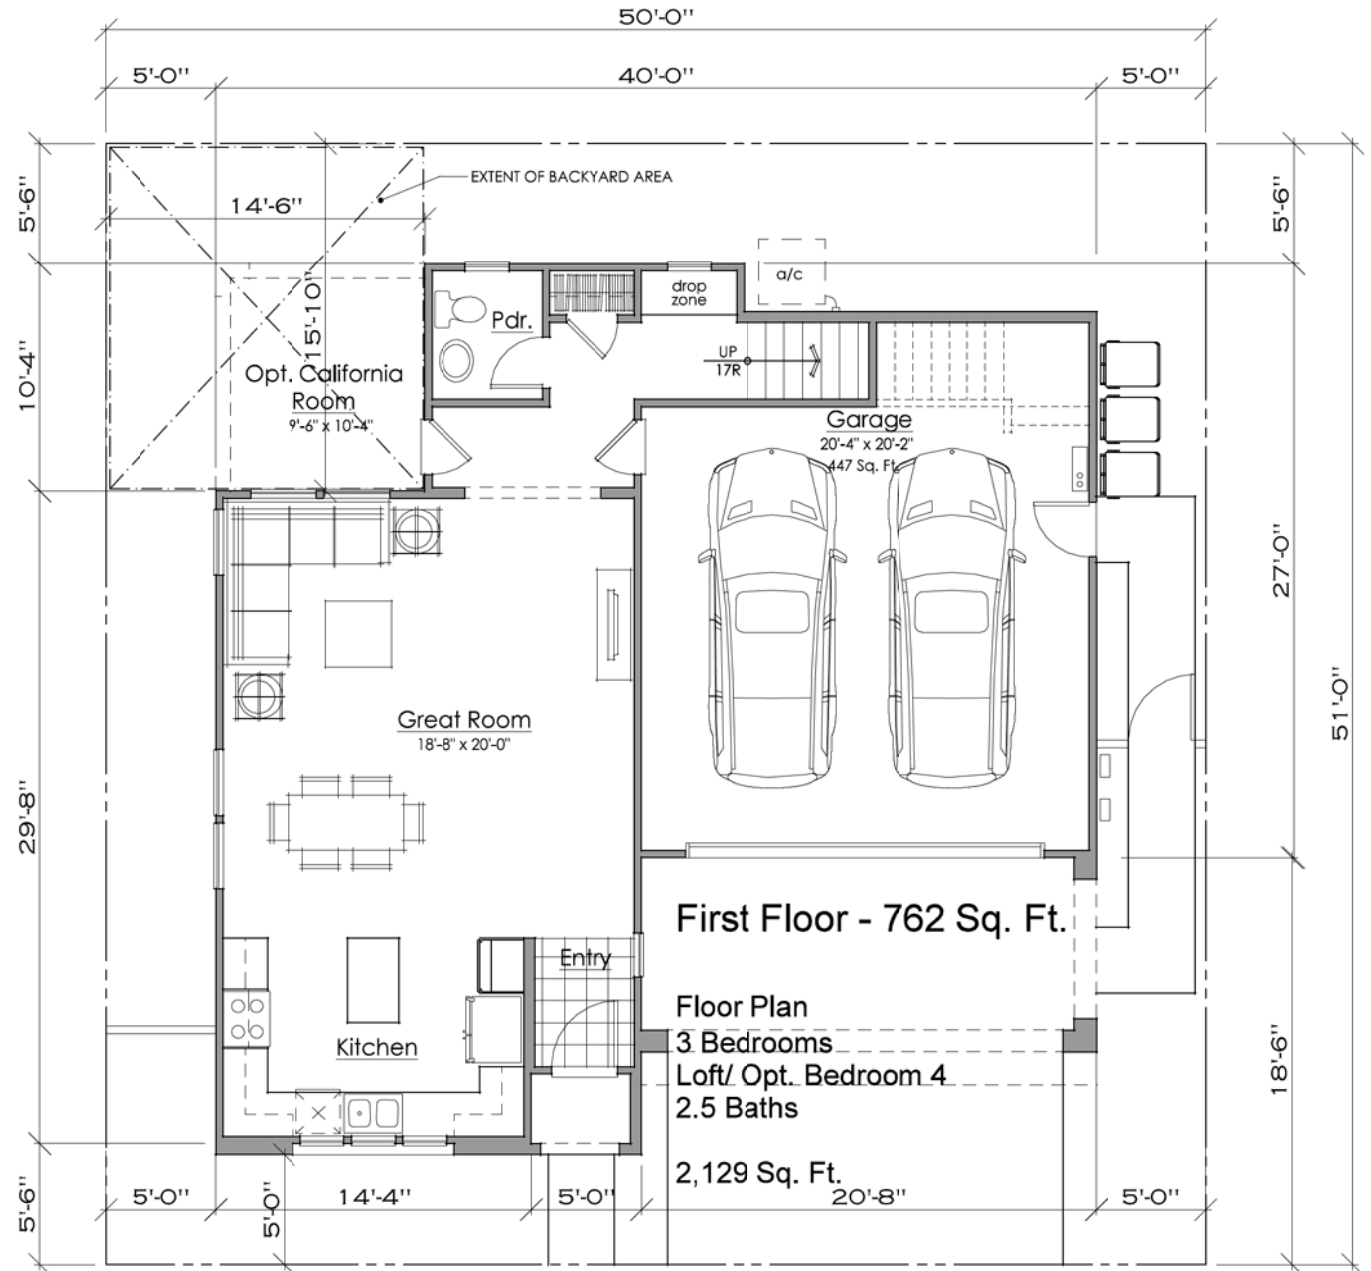 50'-0"
5'-0"
40'-0"
5'-0"
5'-6"
EXTENT OF BACKYARD AREA
14'-6"
5'-6"
a/c
drop
zone
15'-10"
Pdr.
10'-4"
UP
17R
Opt. California
Room
9'-6" x 10'-4"
Garage
20'-4" x 20'-2"
447 Sq. Ft.
27'-0"
51'-0"
Great Room
18'-8" x 20'-0"
29'-8"
First Floor - 762 Sq. Ft.
Entry
Floor Plan
3 Bedrooms
Kitchen
Loft/ Opt. Bedroom 4
2.5 Baths
18'-6"
2,129 Sq. Ft.
5'-6"
5'-0"
5'-0"
14'-4"
5'-0"
20'-8"
5'-0"